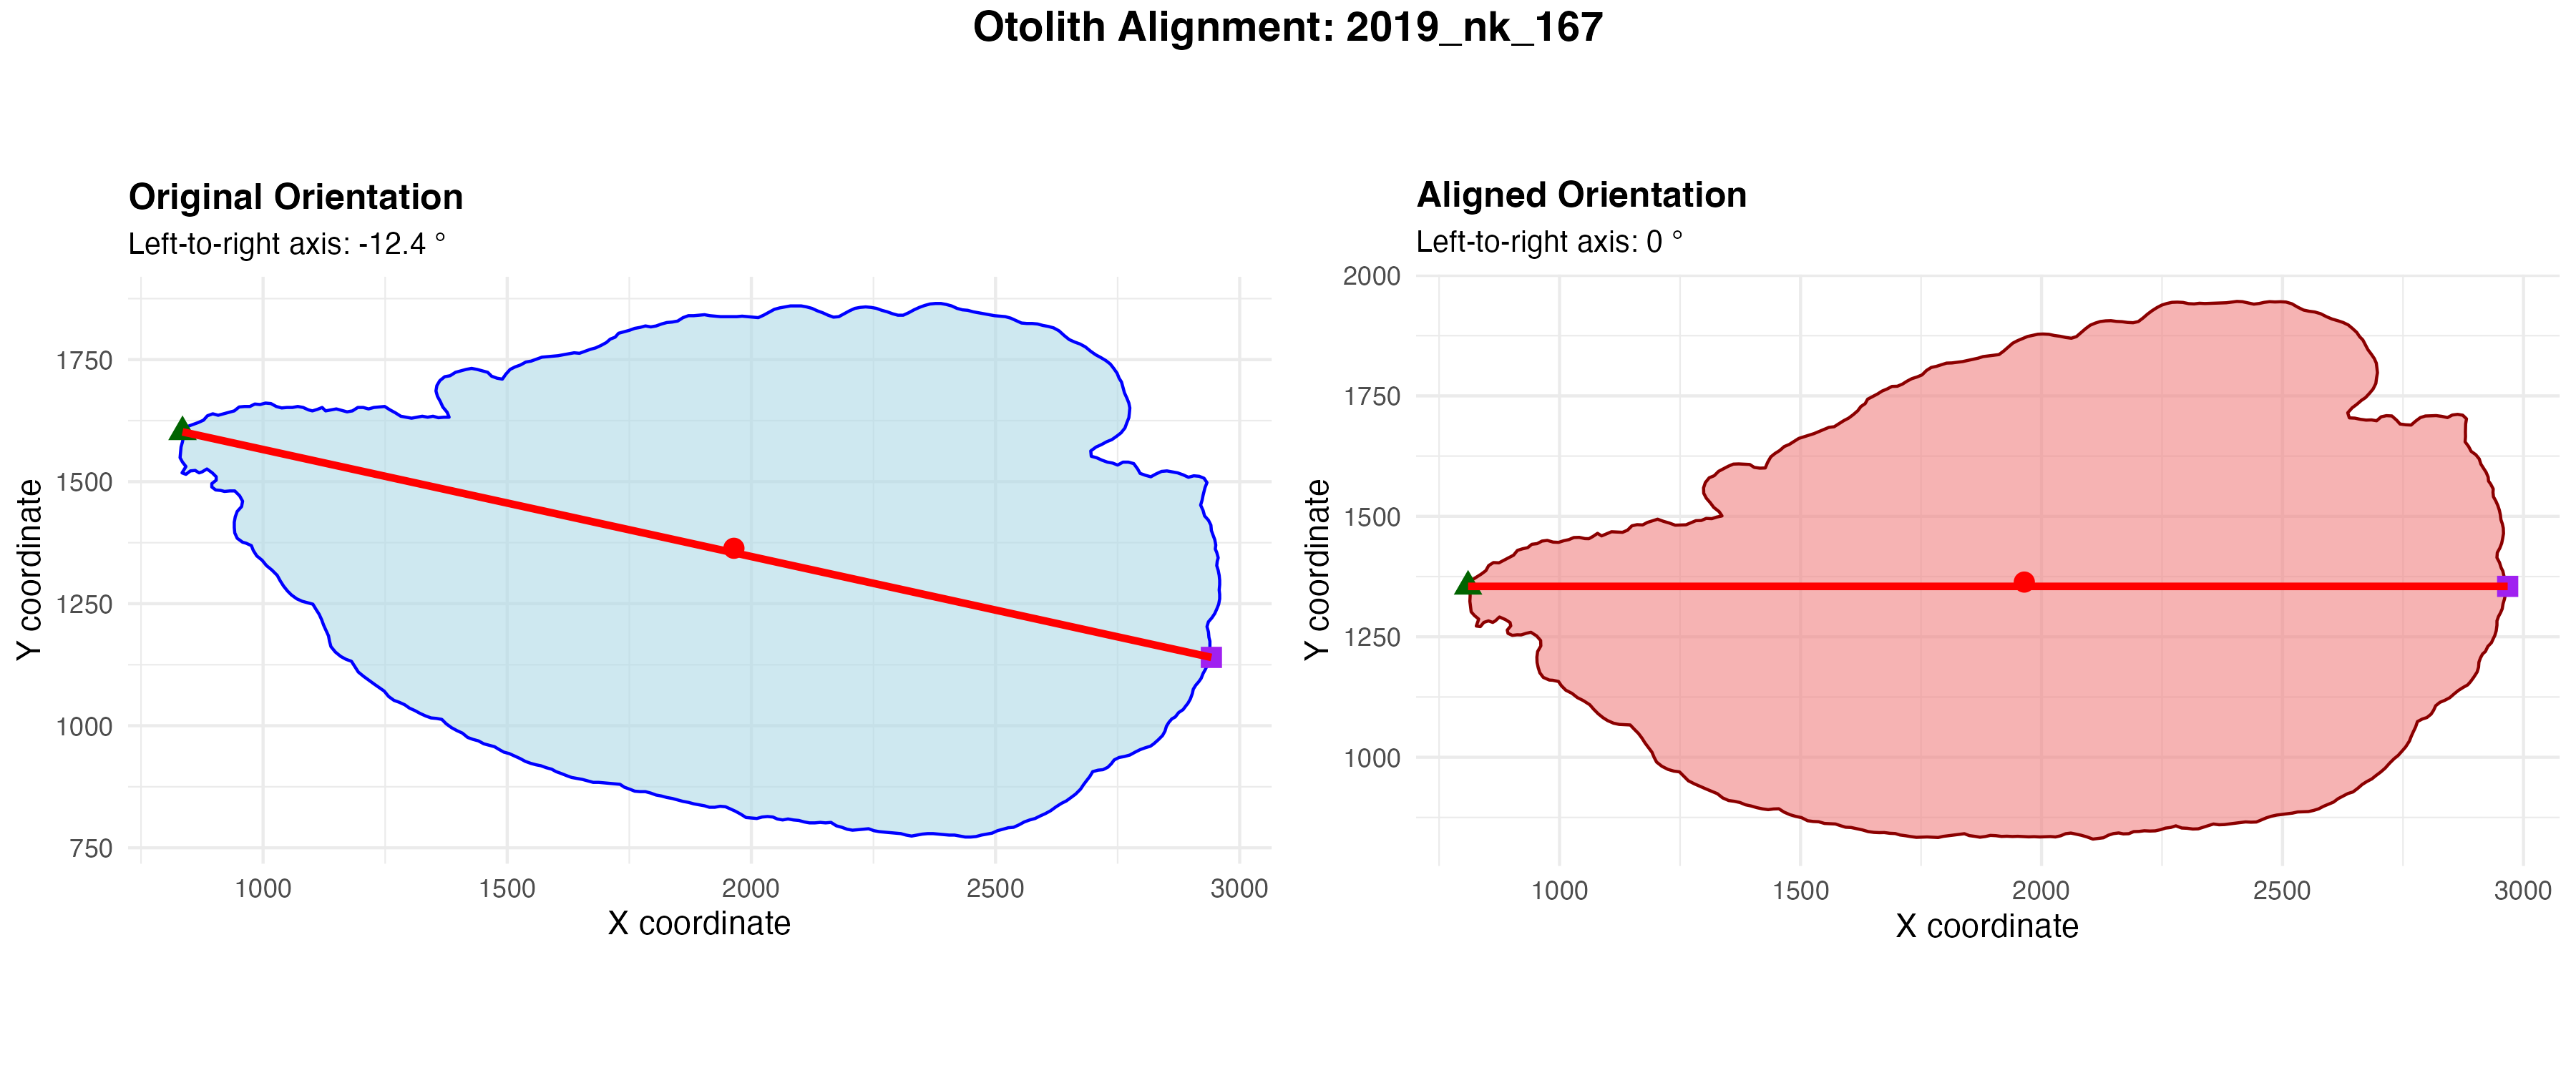 Otolith Alignment: 2019_nk_167
Original Orientation
Left-to-right axis: -12.4 °
Y coordinate
1750
1500
1250
1000
750
1000 1500 2000 2500 3000
X coordinate
Aligned Orientation
Left-to-right axis: 0 °
Y coordinate
2000
1750
1500
1250
1000
1000 1500 2000 2500 3000
X coordinate